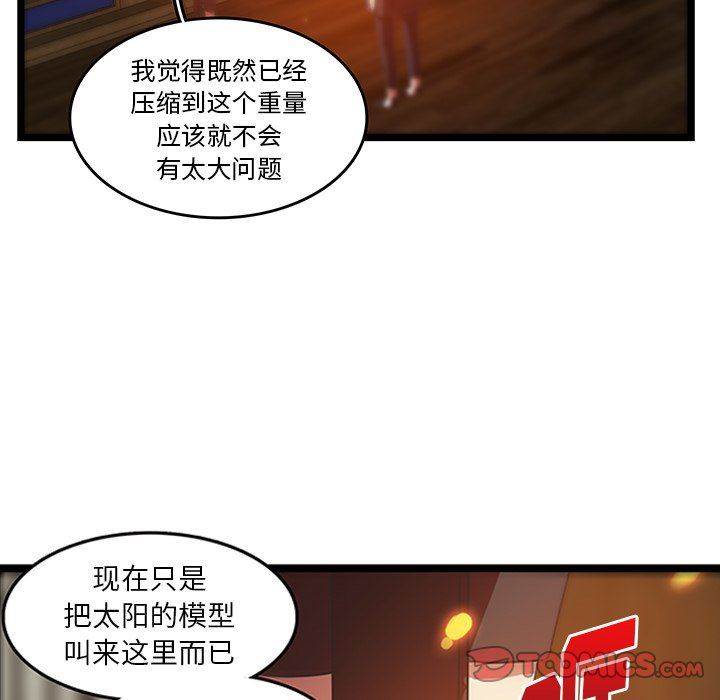 我觉得既然已经
压缩到这个重量
应该就不会
有太大问题
现在只是
把太阳的模型
叫来这里而已
TOOMICS.COM